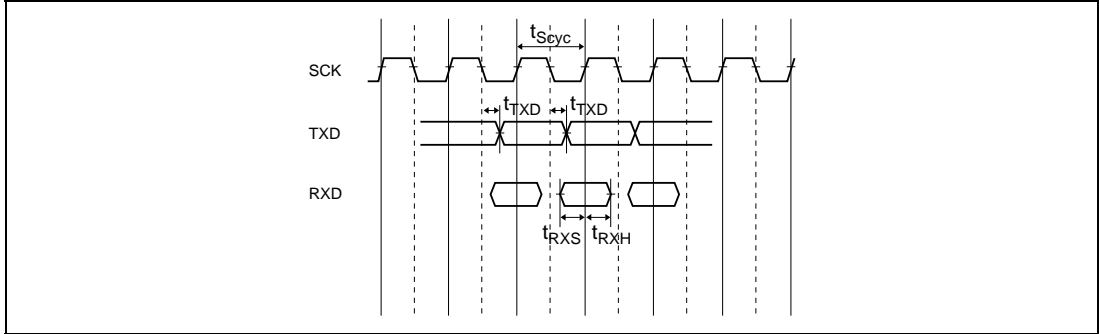 tScyc
SCK
tTXD tTXD
TXD
RXD
tRXS tRXH